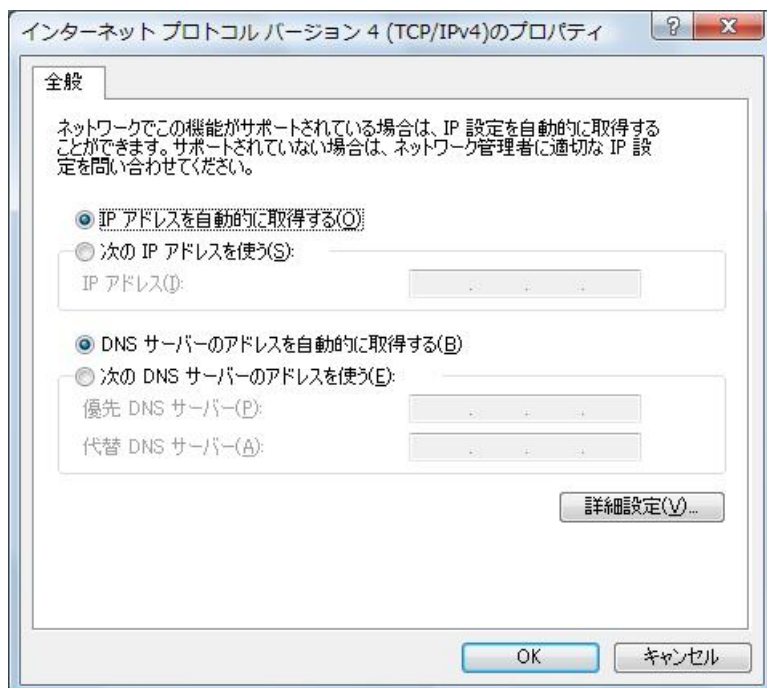 インターネット プロトコル バージョン 4 (TCP/IPv4)のプロパティ
全般
ネットワークでこの機能がサポートされている場合は、IP 設定を自動的に取得する
ことができます。サポートされていない場合は、ネットワーク管理者に適切な IP 設
定を問い合わせてください。
IP アドレスを自動的に取得する(O)
次の IP アドレスを使う(S):
IP アドレス(I):
DNS サーバーのアドレスを自動的に取得する(B)
次の DNS サーバーのアドレスを使う(E):
優先 DNS サーバー(P):
代替 DNS サーバー(A):
詳細設定(V)...
OK
キャンセル